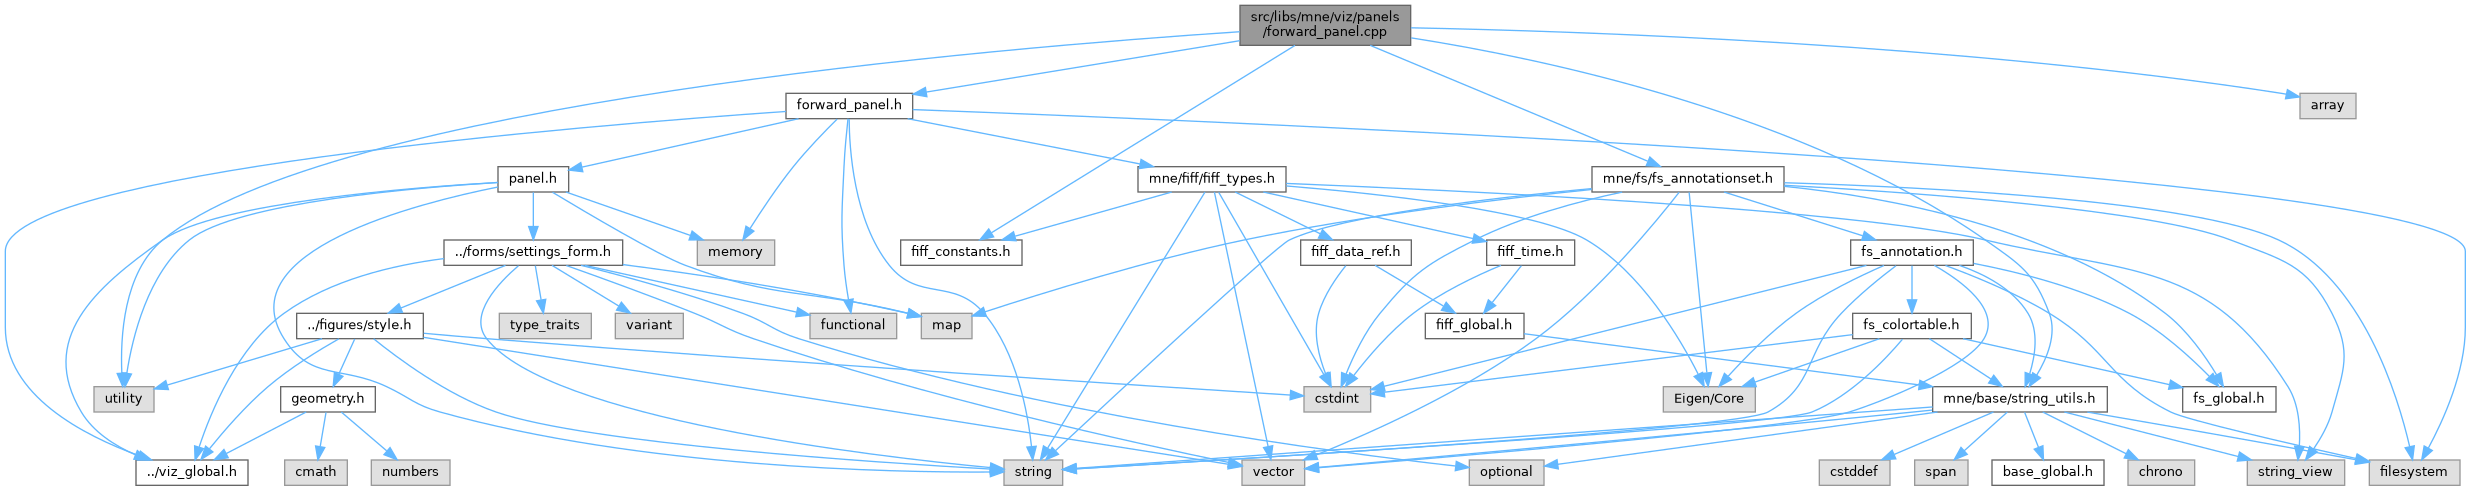 src/libs/mne/viz/panels
/forward_panel.cpp
forward_panel.h
array
panel.h
mne/fiff/fiff_types.h
mne/fs/fs_annotationset.h
../forms/settings_form.h
memory
fiff_constants.h
fiff_data_ref.h
fiff_time.h
fs_annotation.h
../figures/style.h
type_traits
variant
functional
map
fiff_global.h
fs_colortable.h
utility
geometry.h
cstdint
Eigen/Core
mne/base/string_utils.h
fs_global.h
../viz_global.h
cmath
numbers
string
vector
optional
cstddef
span
base_global.h
chrono
string_view
filesystem